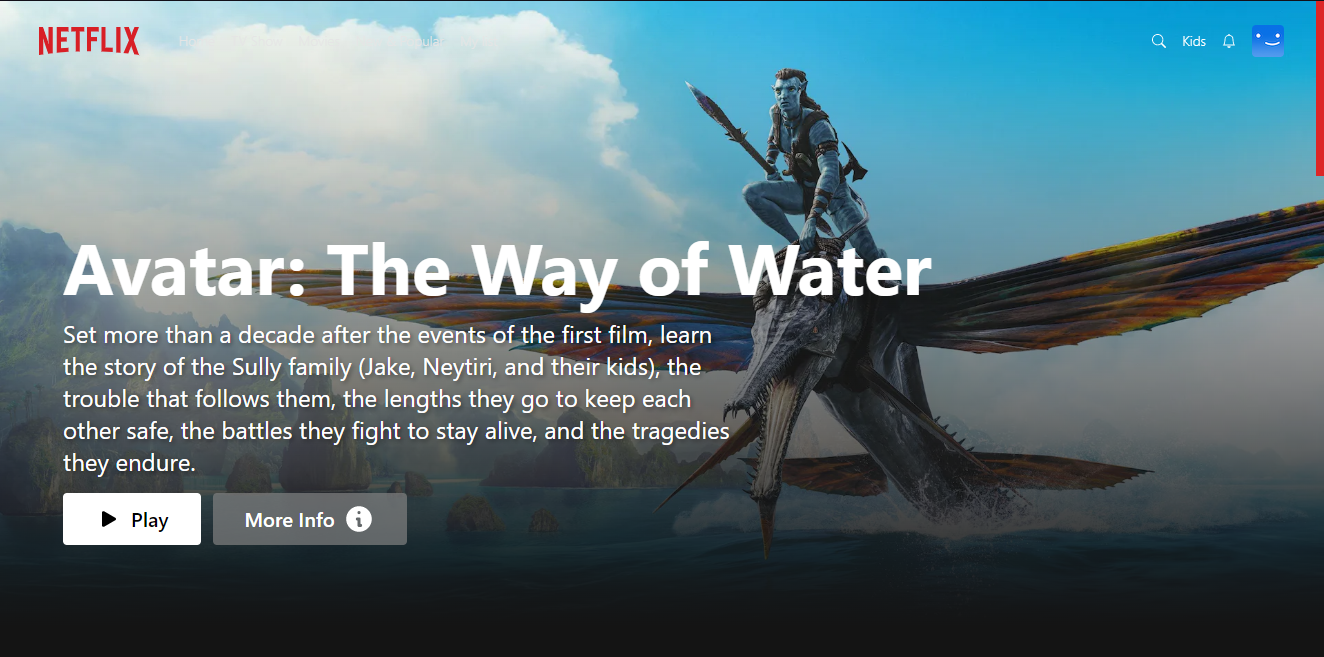 NETFLIX
Kids
Avatar: The Way of Water
Set more than a decade after the events of the first film, learn
the story of the Sully family (Jake, Neytiri, and their kids), the
trouble that follows them, the lengths they go to keep each
other safe, the battles they fight to stay alive, and the tragedies
they endure.
Play
More Info